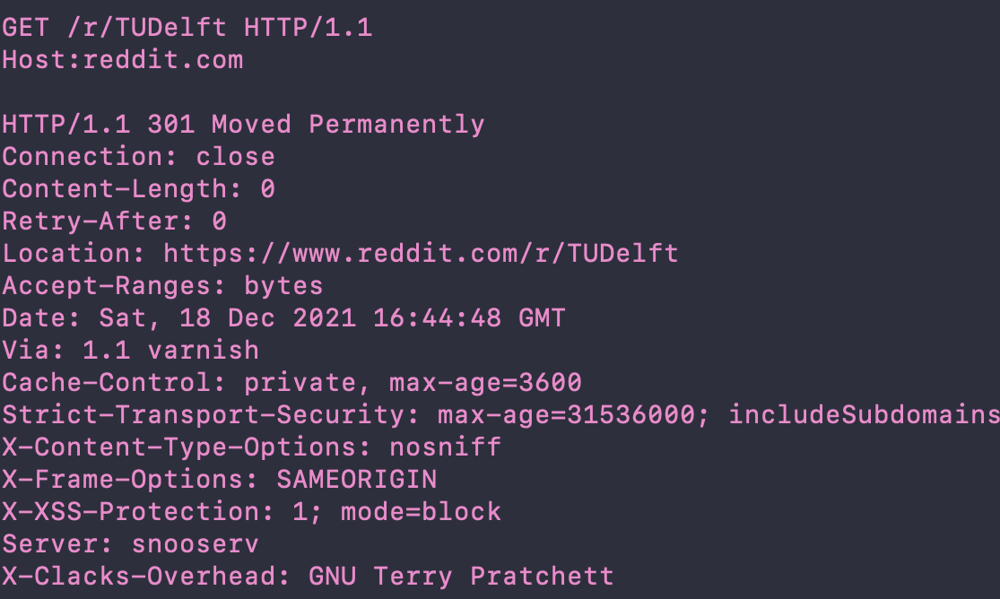 GET /r/TUDelft HTTP/1.1
Host:reddit.com
HTTP/1.1 301 Moved Permanently
Connection: close
Content-Length: 0
Retry-After: 0
Location: https://www.reddit.com/r/TUDelft
Accept-Ranges: bytes
Date: Sat, 18 Dec 2021 16:44:48 GMT
Via: 1.1 varnish
Cache-Control: private, max-age=3600
Strict-Transport-Security: max-age=31536000; includeSubdomains
X-Content-Type-Options: nosniff
X-Frame-Options: SAMEORIGIN
X-XSS-Protection: 1; mode=block
Server: snooserv
X-Clacks-Overhead: GNU Terry Pratchett